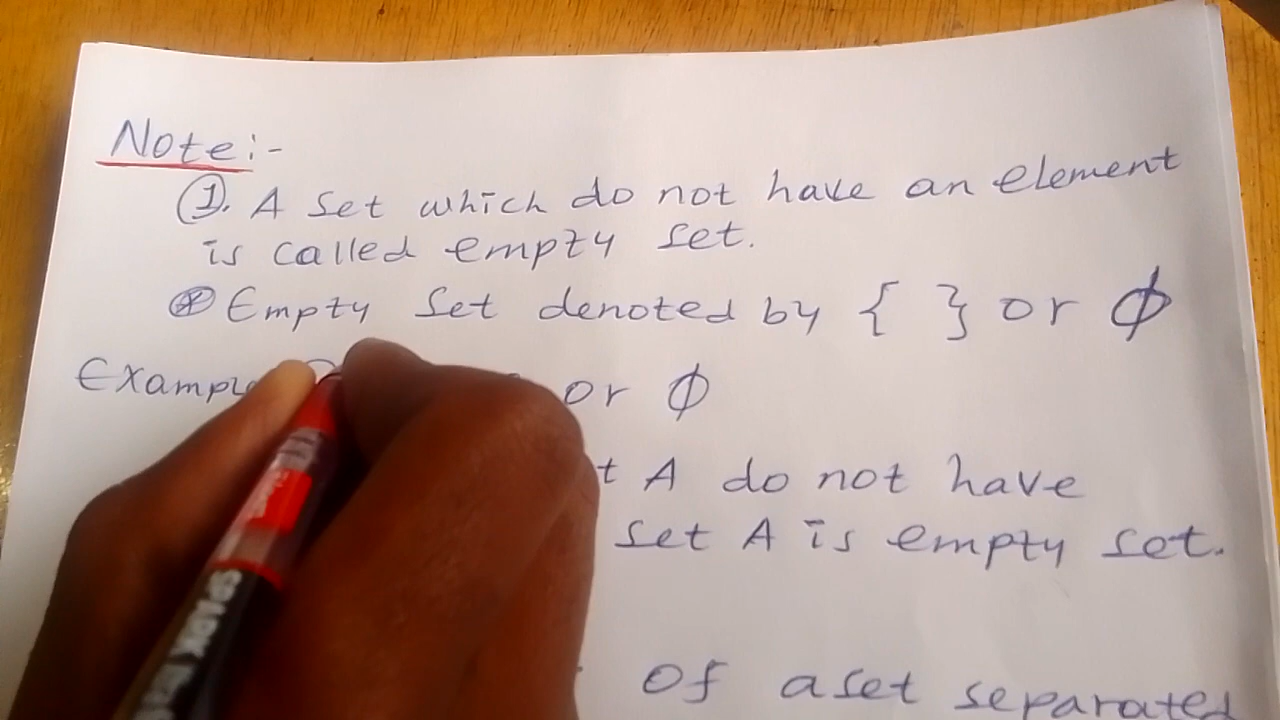 Note:-
①. A set which do not have an element
is called empty set.
* Empty set denoted by { } or ϕ
Example or ϕ
t A do not have
set A is empty set.
of a set separated
SPARK